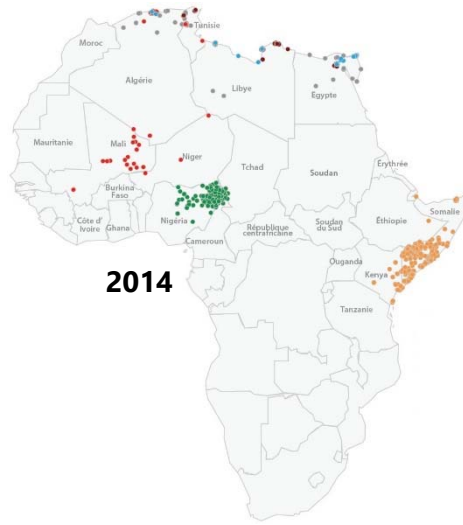 Tunisie
Maroc
Algérie
Libye
Egypte
Mauritanie
Mali
Niger
Tchad
Soudan
Érythrée
Burkina
Faso
Nigéria
Côte d'
Ivoire
Ghana
Cameroun
République
centrafricaine
Soudan
du Sud
Éthiopie
Somalie
Ouganda
Kenya
Tanzanie
2014